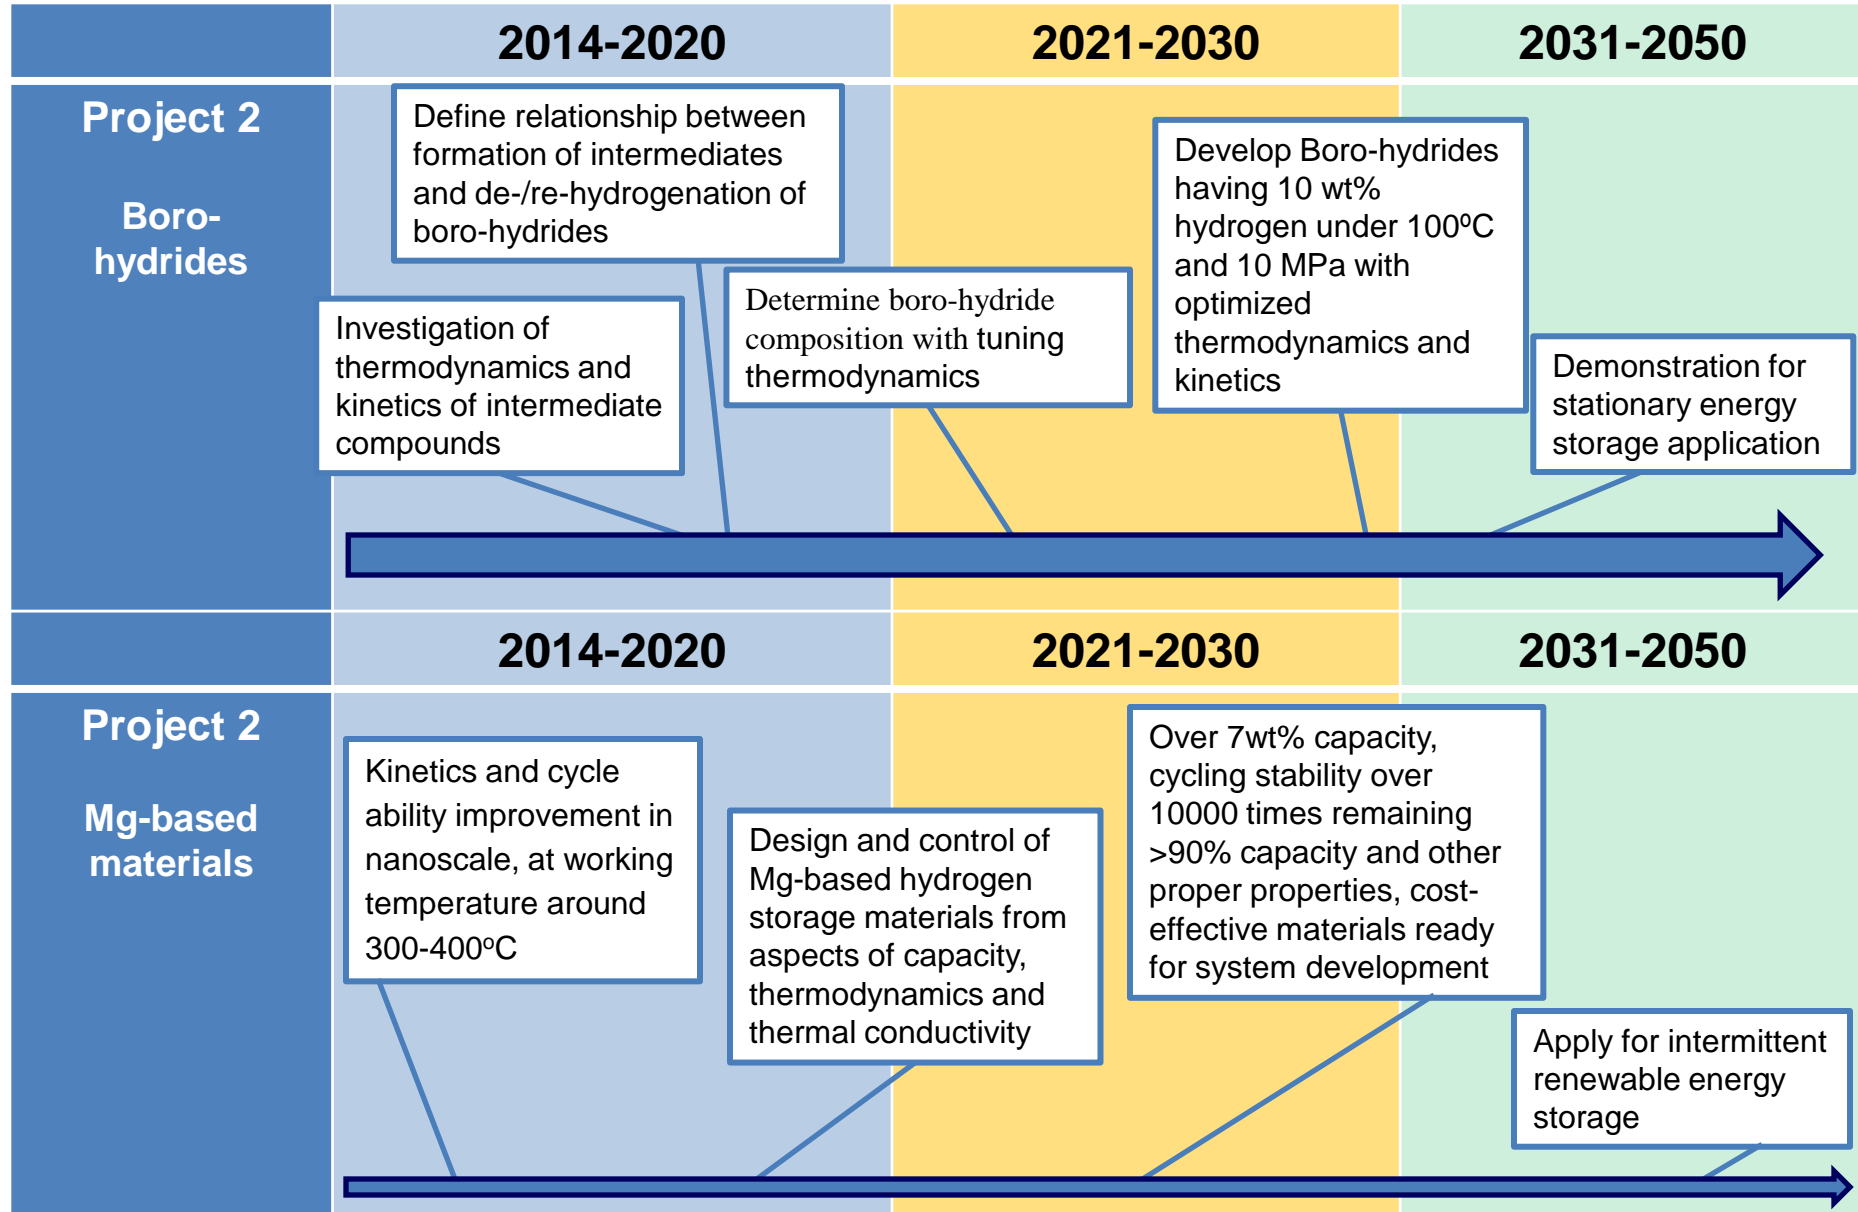 2014-2020
2021-2030
2031-2050
Project 2
Boro-
hydrides
Define relationship between
formation of intermediates
and de-/re-hydrogenation of
boro-hydrides
Investigation of
thermodynamics and
kinetics of intermediate
compounds
Determine boro-hydride
composition with tuning
thermodynamics
Develop Boro-hydrides
having 10 wt%
hydrogen under 100⁰C
and 10 MPa with
optimized
thermodynamics and
kinetics
Demonstration for
stationary energy
storage application
2014-2020
2021-2030
2031-2050
Project 2
Mg-based
materials
Kinetics and cycle
ability improvement in
nanoscale, at working
temperature around
300-400ºC
Design and control of
Mg-based hydrogen
storage materials from
aspects of capacity,
thermodynamics and
thermal conductivity
Over 7wt% capacity,
cycling stability over
10000 times remaining
>90% capacity and other
proper properties, cost-
effective materials ready
for system development
Apply for intermittent
renewable energy
storage